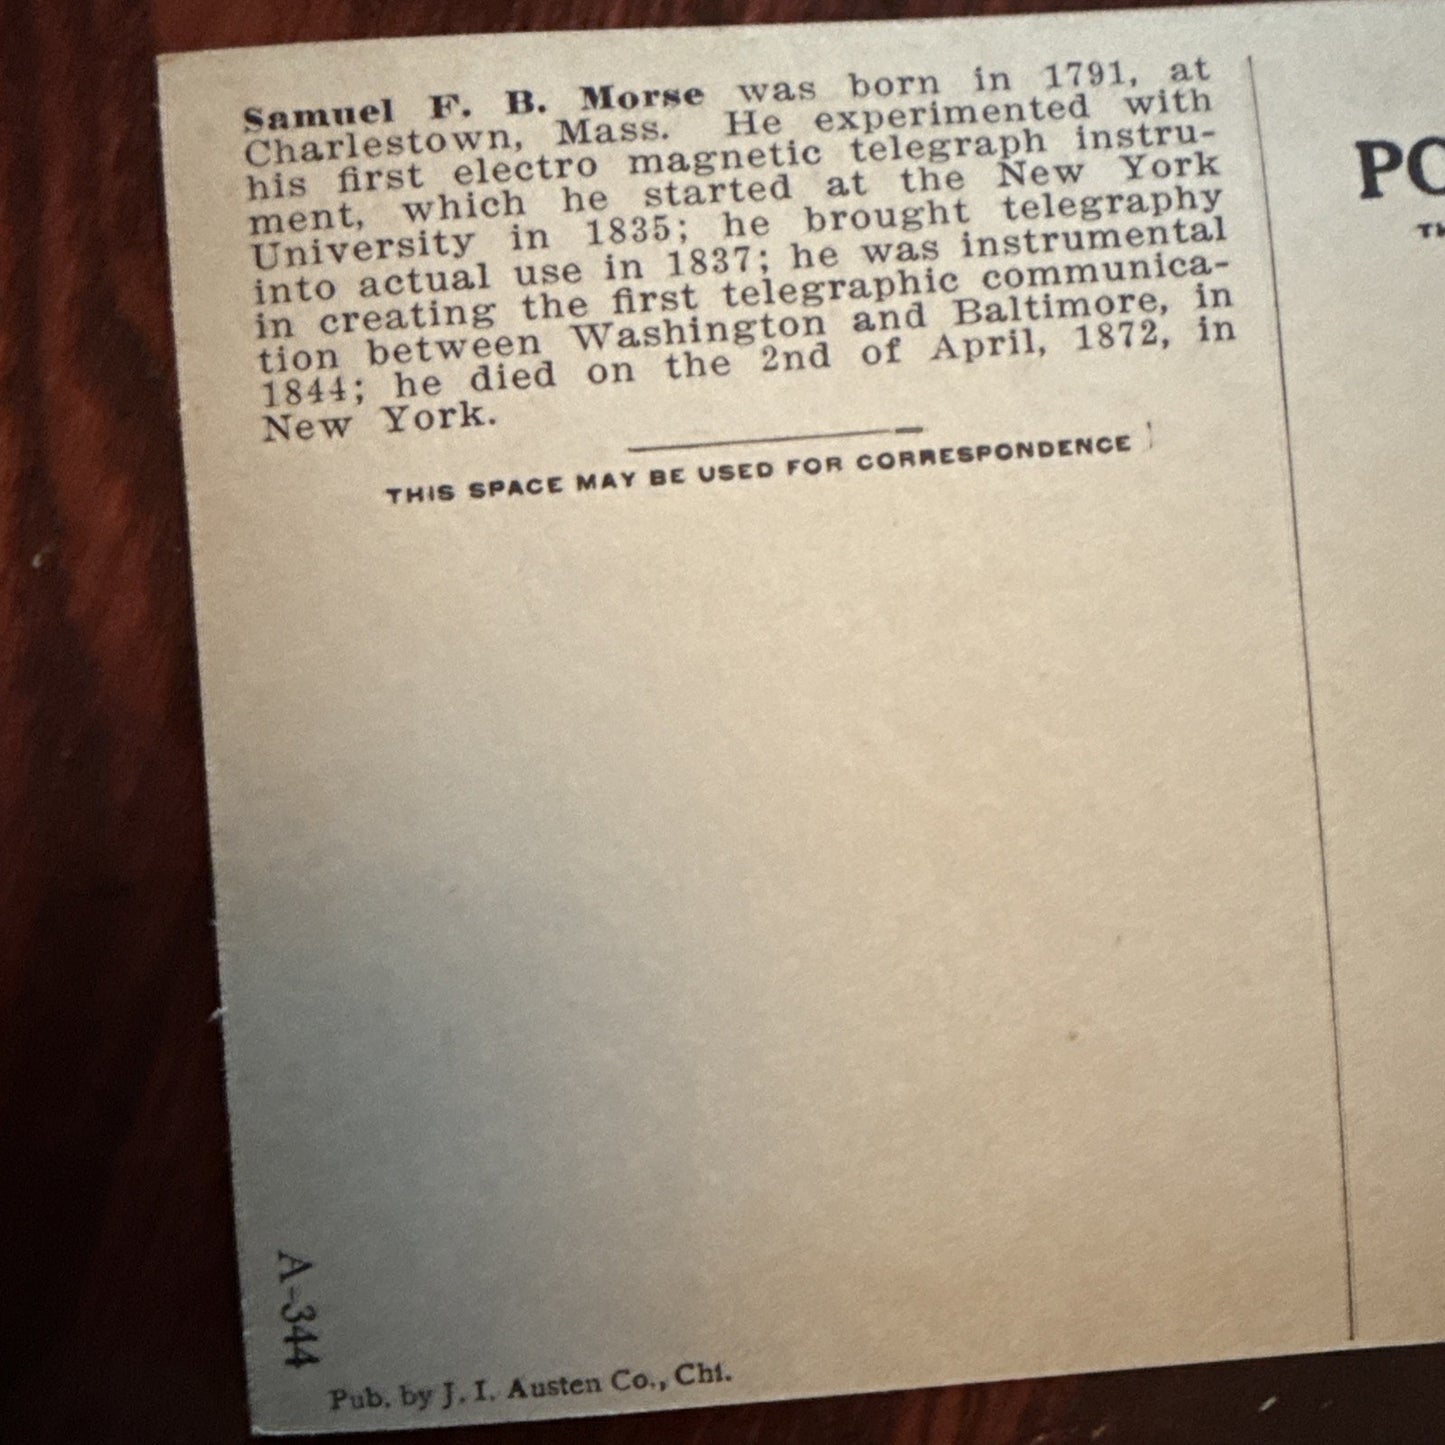 Samuel F. B. Morse was born in 1791, at
Charlestown, Mass. He experimented with
his first electro magnetic telegraph instru-
ment, which he started at the New York
University in 1835; he brought telegraphy
into actual use in 1837; he was instrumental
in creating the first telegraphic communica-
tion between Washington and Baltimore, in
1844; he died on the 2nd of April, 1872, in
New York.
THIS SPACE MAY BE USED FOR CORRESPONDENCE
PO
TH
A-344
Pub. by J. I. Austen Co., Chi.